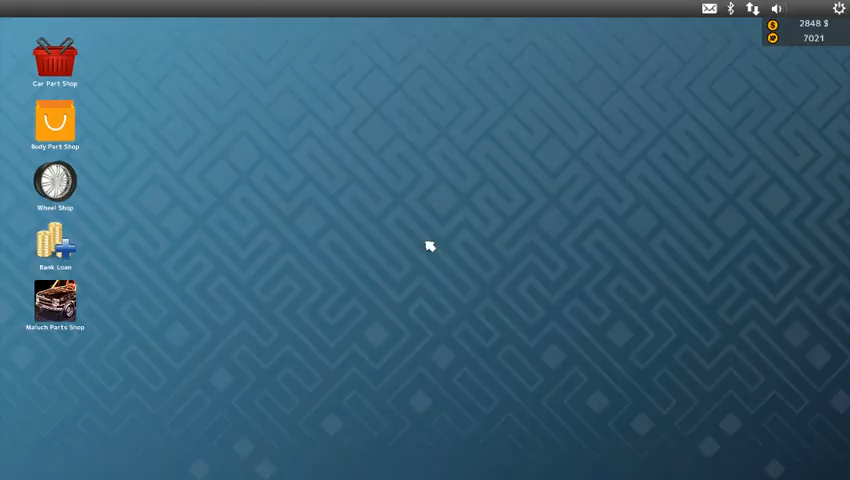 2848 $
7021
Car Part Shop
Body Part Shop
Wheel Shop
Bank Loan
Maluch Parts Shop